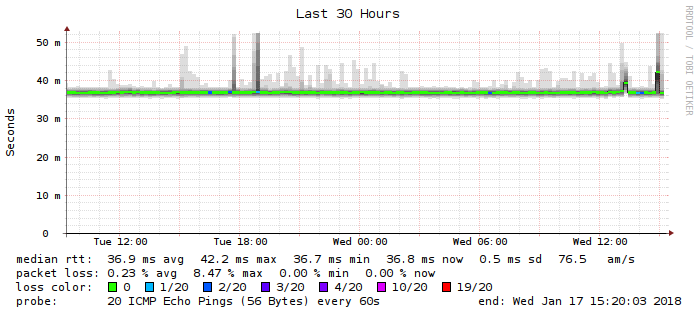 Last 30 Hours
RRDTOOL / TOBI OETIKER
Seconds
50 m
40 m
30 m
20 m
10 m
0
Tue 12:00 Tue 18:00 Wed 00:00 Wed 06:00 Wed 12:00
median rtt: 36.9 ms avg 42.2 ms max 36.7 ms min 36.8 ms now 0.5 ms sd 76.5 am/s
packet loss: 0.23 % avg 8.47 % max 0.00 % min 0.00 % now
loss color: 0 1/20 2/20 3/20 4/20 10/20 19/20
probe: 20 ICMP Echo Pings (56 Bytes) every 60s end: Wed Jan 17 15:20:03 2018